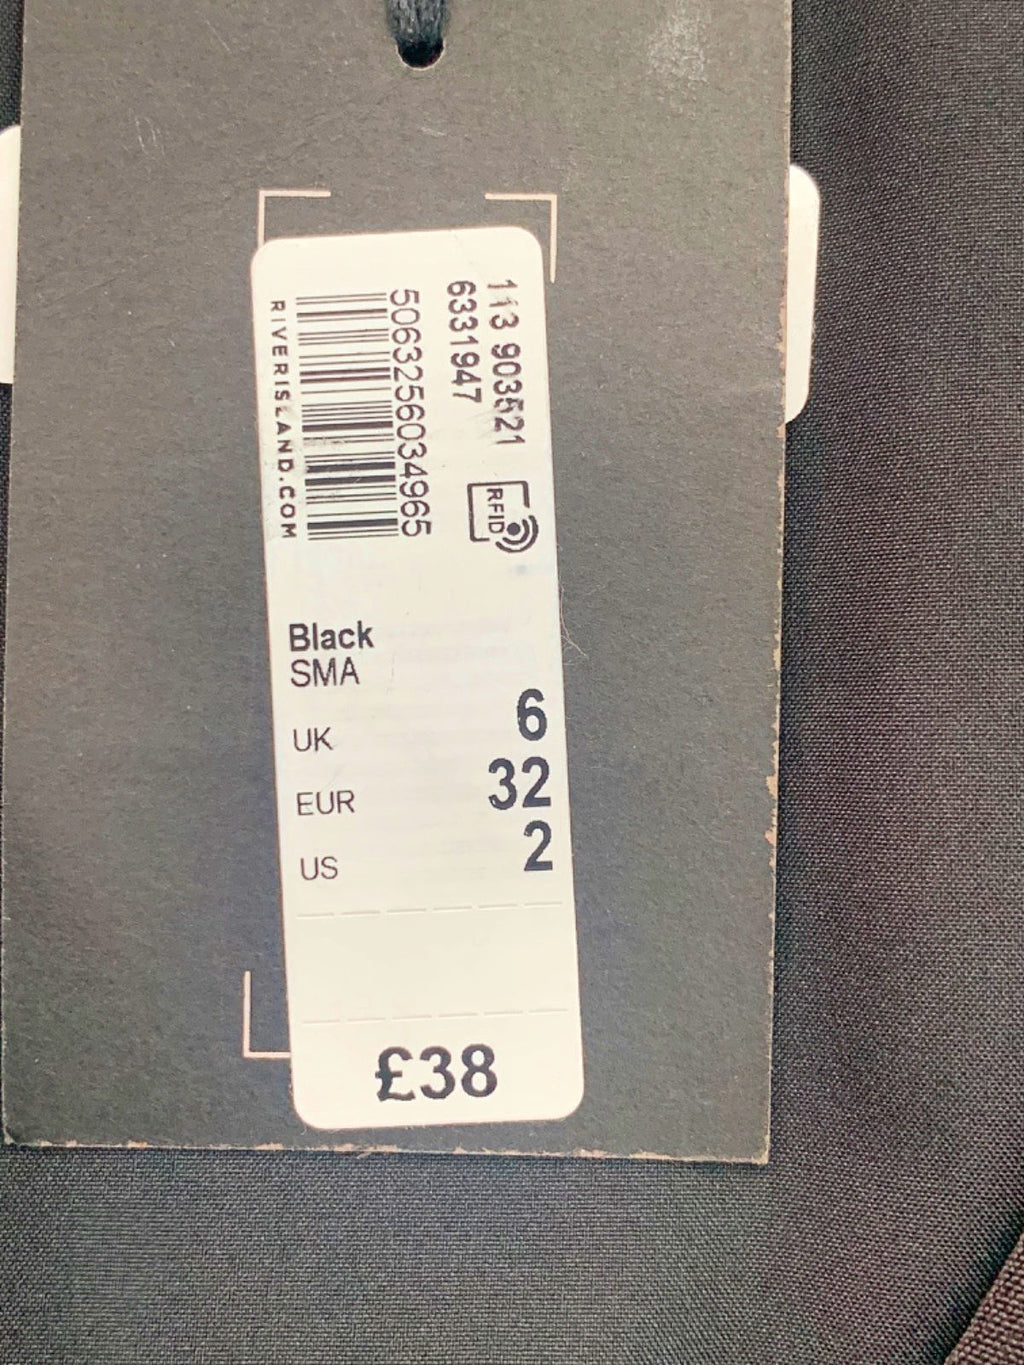 113 903521
6331947
5063256034965
RIVERISLAND.COM
RFID
Black
SMA
UK 6
EUR 32
US 2
£38